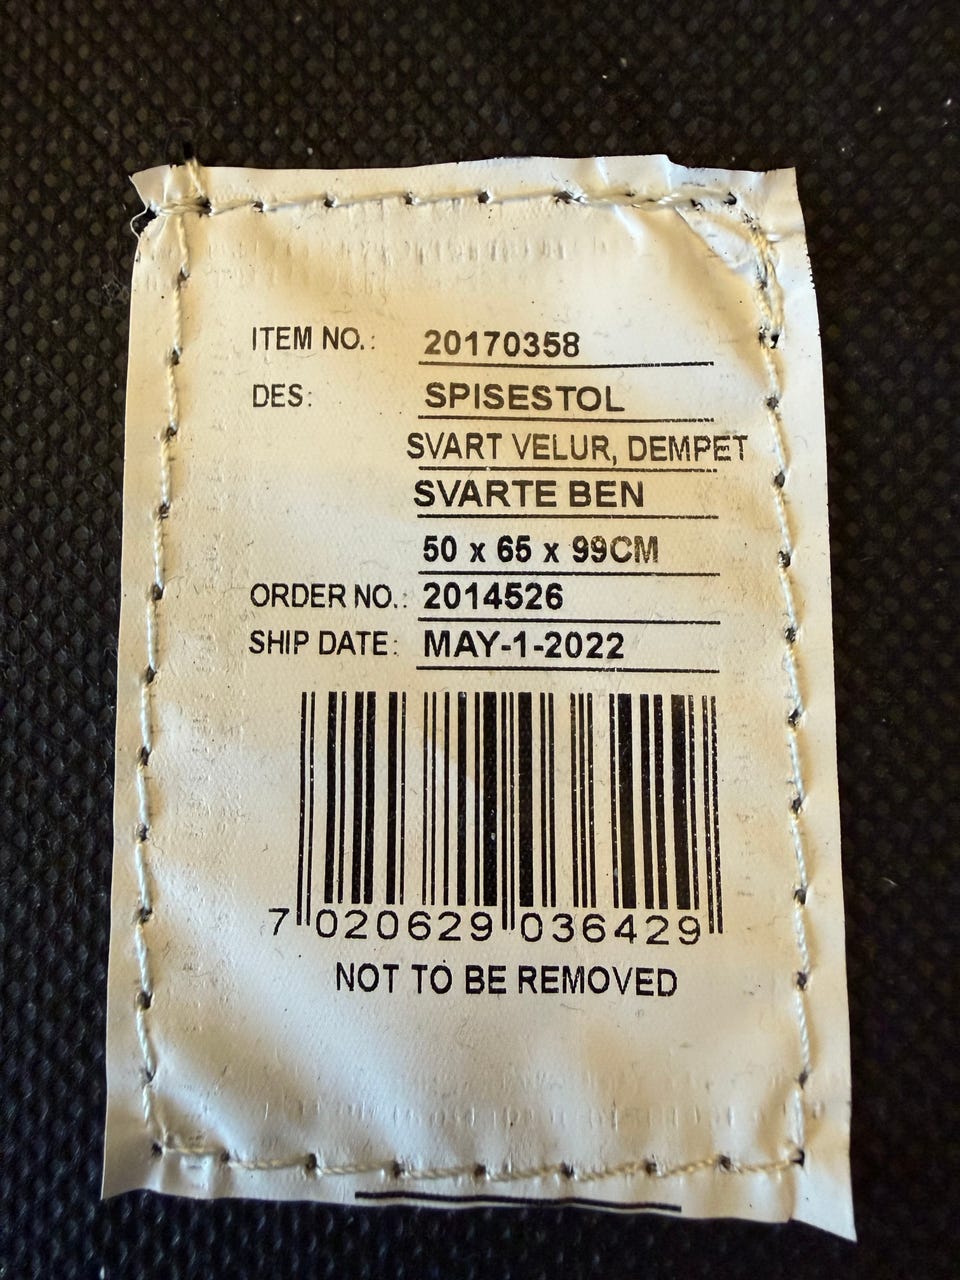 ITEM NO.: 20170358
DES: SPISESTOL
SVART VELUR, DEMPET
SVARTE BEN
50 x 65 x 99CM
ORDER NO.: 2014526
SHIP DATE: MAY-1-2022
7 020629 036429
NOT TO BE REMOVED